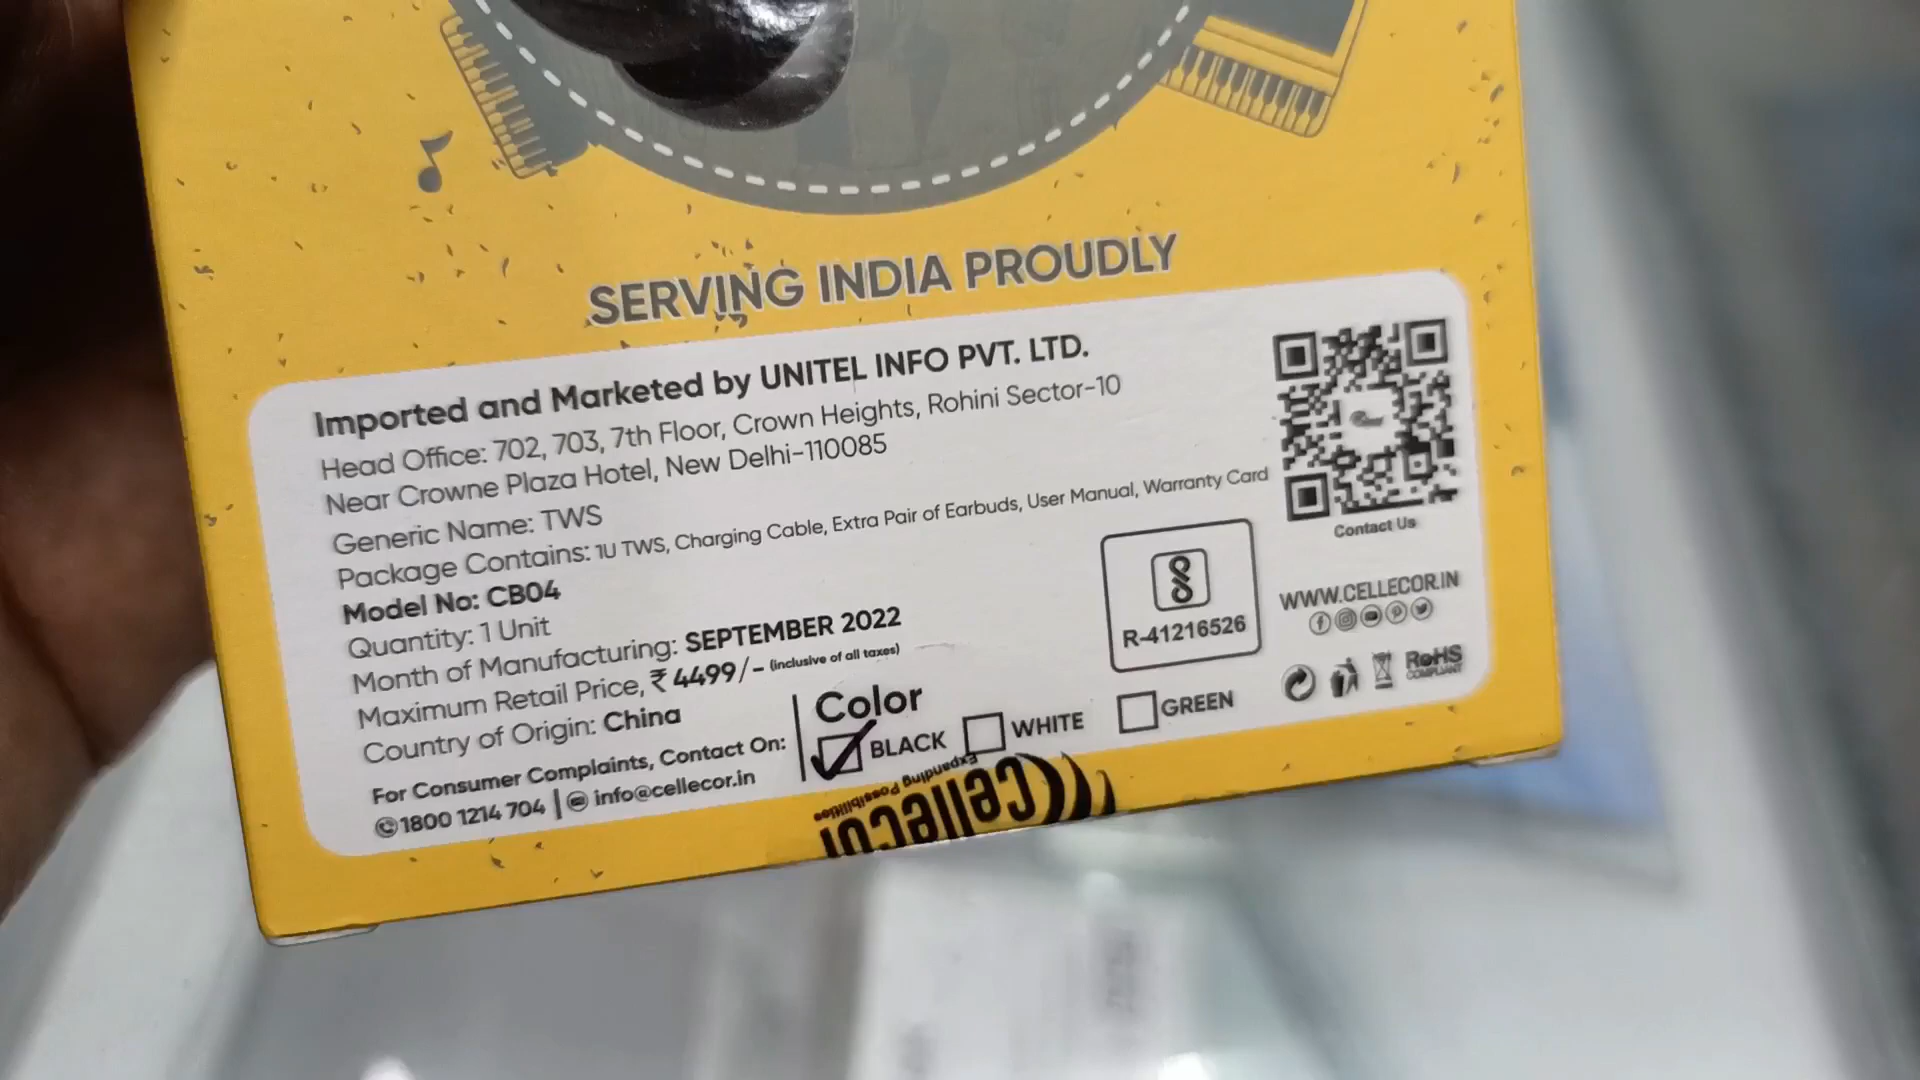 SERVING INDIA PROUDLY
Imported and Marketed by UNITEL INFO PVT. LTD.
Head Office: 702, 703, 7th Floor, Crown Heights, Rohini Sector-10
Near Crowne Plaza Hotel, New Delhi-110085
Generic Name: TWS
Package Contains: 1U TWS, Charging Cable, Extra Pair of Earbuds, User Manual, Warranty Card
Model No: CB04
Quantity: 1 Unit
Month of Manufacturing: SEPTEMBER 2022
Maximum Retail Price, ₹ 4499/- (inclusive of all taxes)
Country of Origin: China
For Consumer Complaints, Contact On:
1800 1214 704 | info@cellecor.in
Color
BLACK WHITE GREEN
R-41216526
Contact Us
WWW.CELLECOR.IN
RoHS
COMPLIANT
Cellecor
Expanding Possibilities